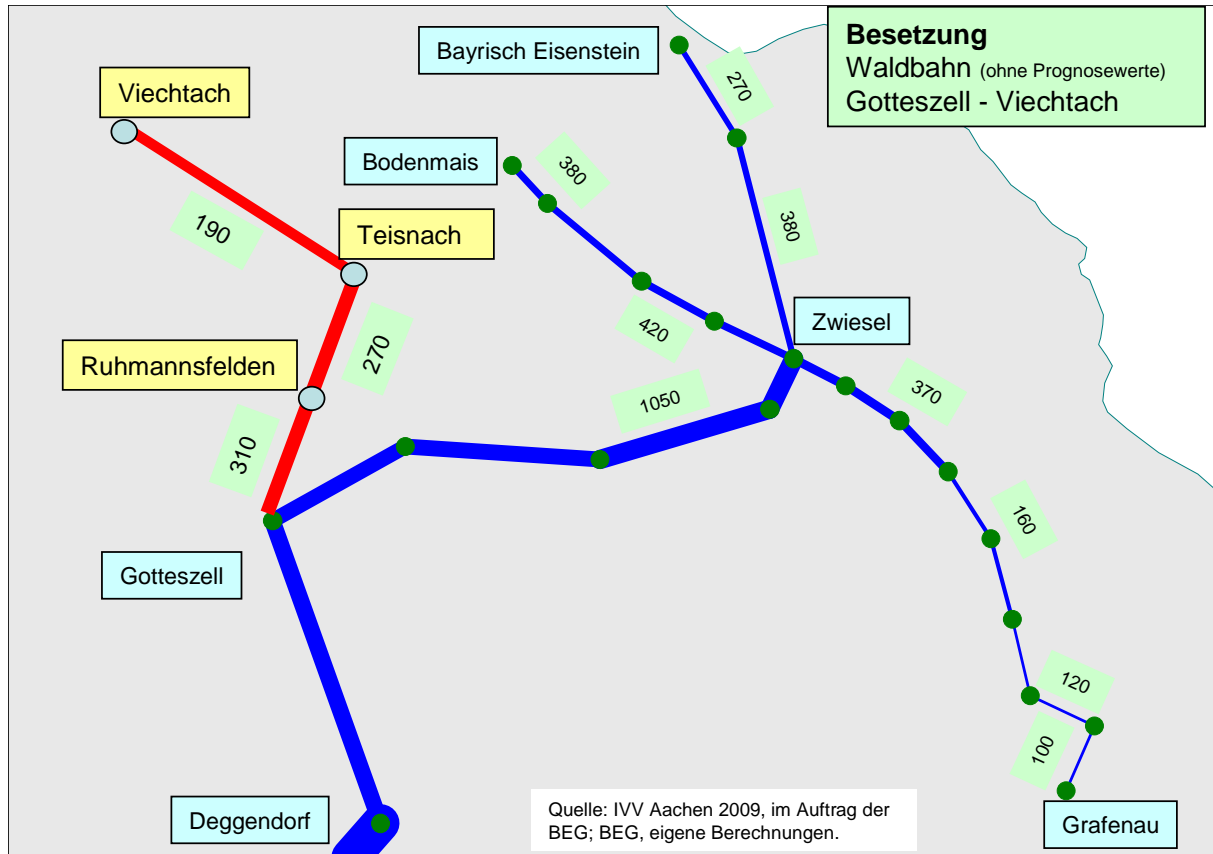 Besetzung
Waldbahn (ohne Prognosewerte)
Gotteszell - Viechtach
Bayrisch Eisenstein
270
Viechtach
Bodenmais
380
380
190
Teisnach
Zwiesel
420
270
Ruhmannsfelden
370
1050
310
160
Gotteszell
120
100
Deggendorf
Quelle: IVV Aachen 2009, im Auftrag der
BEG; BEG, eigene Berechnungen.
Grafenau